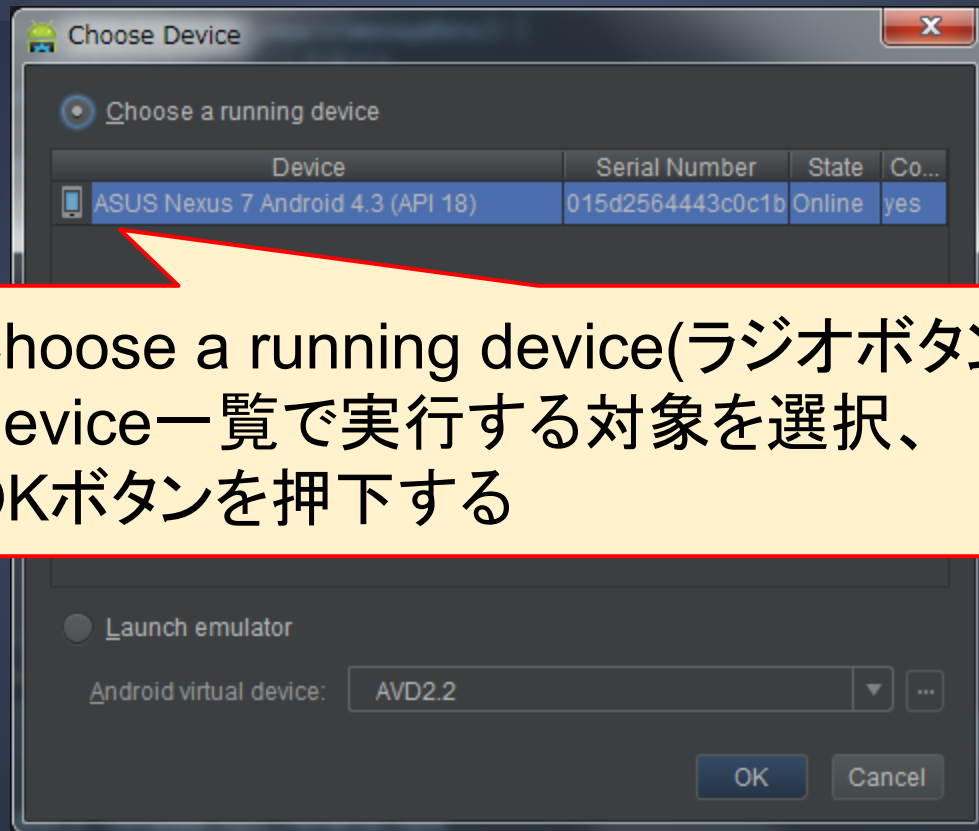 Choose Device
Choose a running device
Device Serial Number State Co...
ASUS Nexus 7 Android 4.3 (API 18) 015d2564443c0c1b Online yes
hoose a running device(ラジオボタン
evice一覧で実行する対象を選択、
OKボタンを押下する
Launch emulator
Android virtual device: AVD2.2 ...
OK Cancel